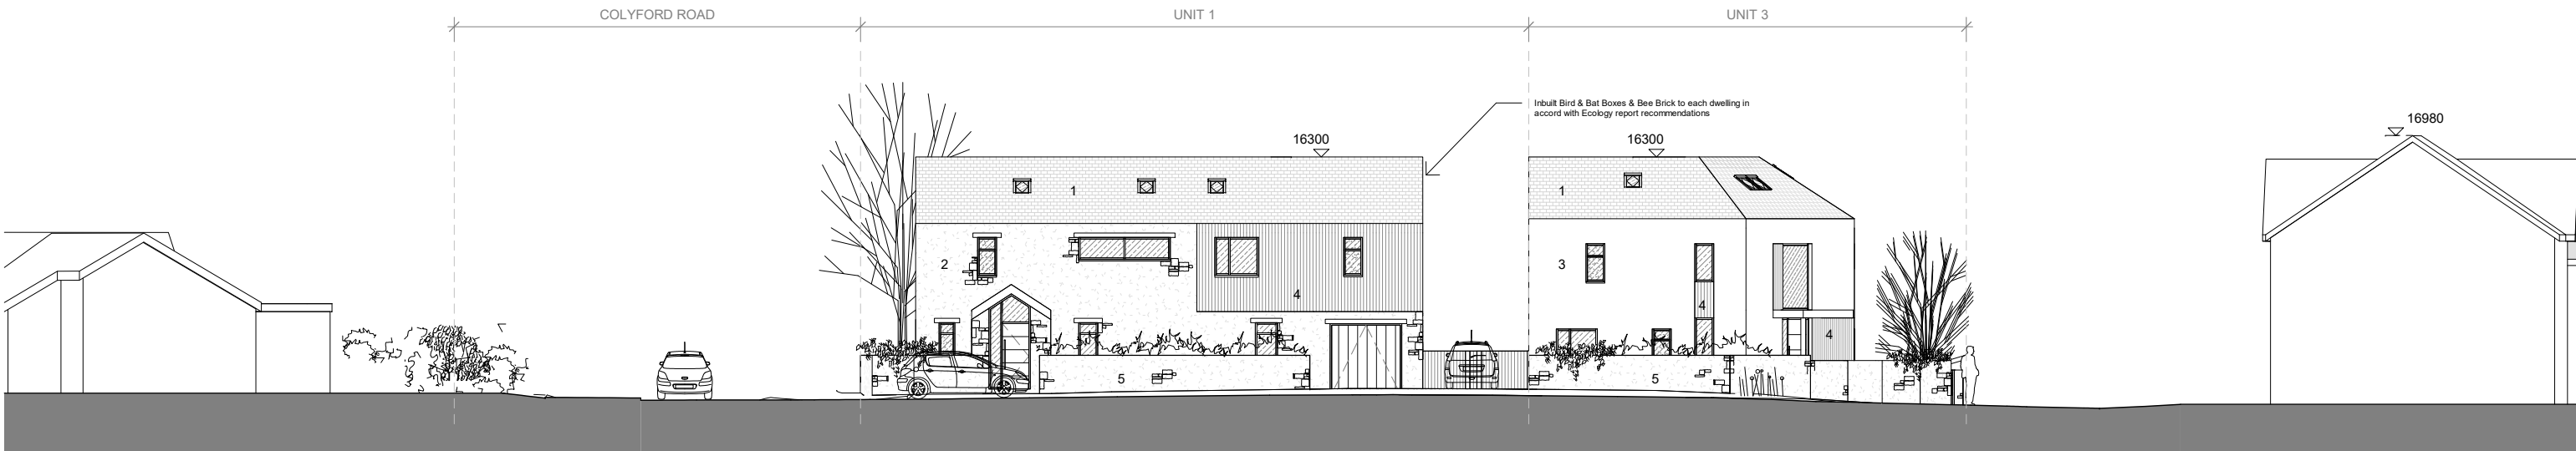 COLYFORD ROAD
UNIT 1
UNIT 3
Inbuilt Bird & Bat Boxes & Bee Brick to each dwelling in
accord with Ecology report recommendations
16300
16300
16980
1
1
2
3
4
4
4
5
5